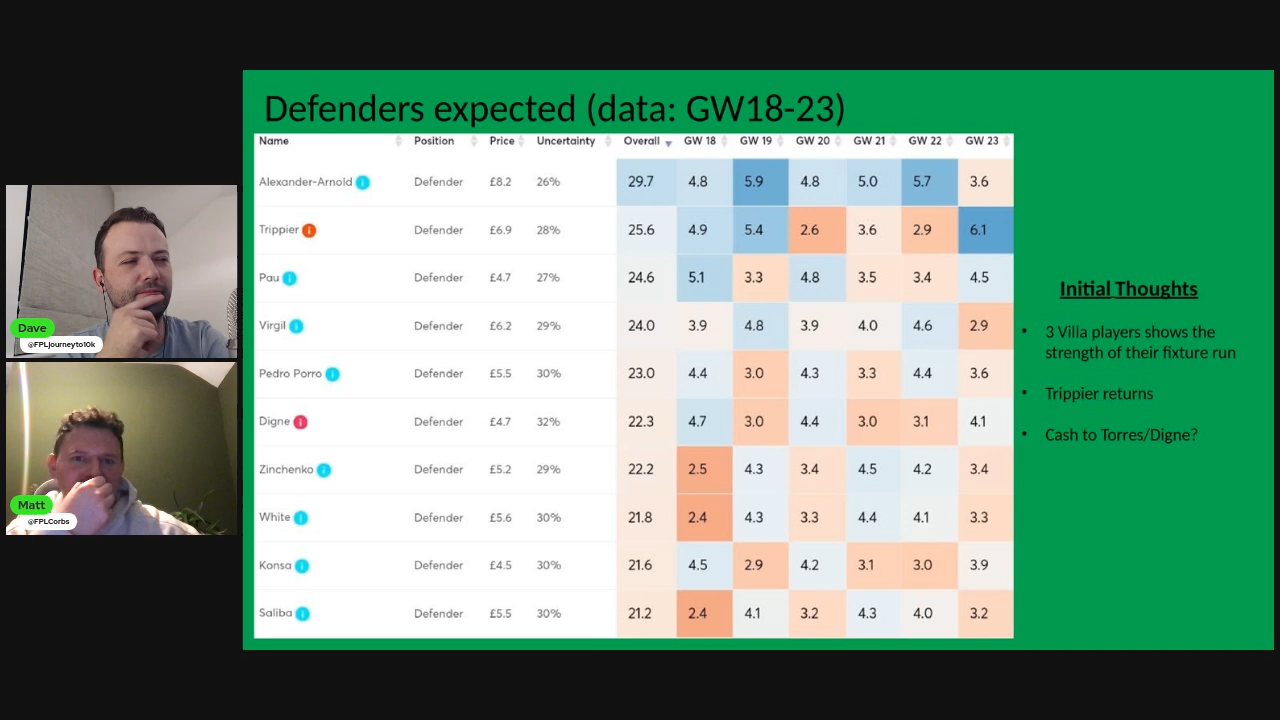 Defenders expected (data: GW18-23)
Name Position Price Uncertainty Overall GW 18 GW 19 GW 20 GW 21 GW 22 GW 23
Alexander-Arnold Defender £8.2 26% 29.7 4.8 5.9 4.8 5.0 5.7 3.6
Trippier Defender £6.9 28% 25.6 4.9 5.4 2.6 3.6 2.9 6.1
Pau Defender £4.7 27% 24.6 5.1 3.3 4.8 3.5 3.4 4.5
Virgil Defender £6.2 29% 24.0 3.9 4.8 3.9 4.0 4.6 2.9
Pedro Porro Defender £5.5 30% 23.0 4.4 3.0 4.3 3.3 4.4 3.6
Digne Defender £4.7 32% 22.3 4.7 3.0 4.4 3.0 3.1 4.1
Zinchenko Defender £5.2 29% 22.2 2.5 4.3 3.4 4.5 4.2 3.4
White Defender £5.6 30% 21.8 2.4 4.3 3.3 4.4 4.1 3.3
Konsa Defender £4.5 30% 21.6 4.5 2.9 4.2 3.1 3.0 3.9
Saliba Defender £5.5 30% 21.2 2.4 4.1 3.2 4.3 4.0 3.2
Initial Thoughts
• 3 Villa players shows the
strength of their fixture run
• Trippier returns
• Cash to Torres/Digne?
Dave
@FPLjourneyto10k
Matt
@FPLCorbs